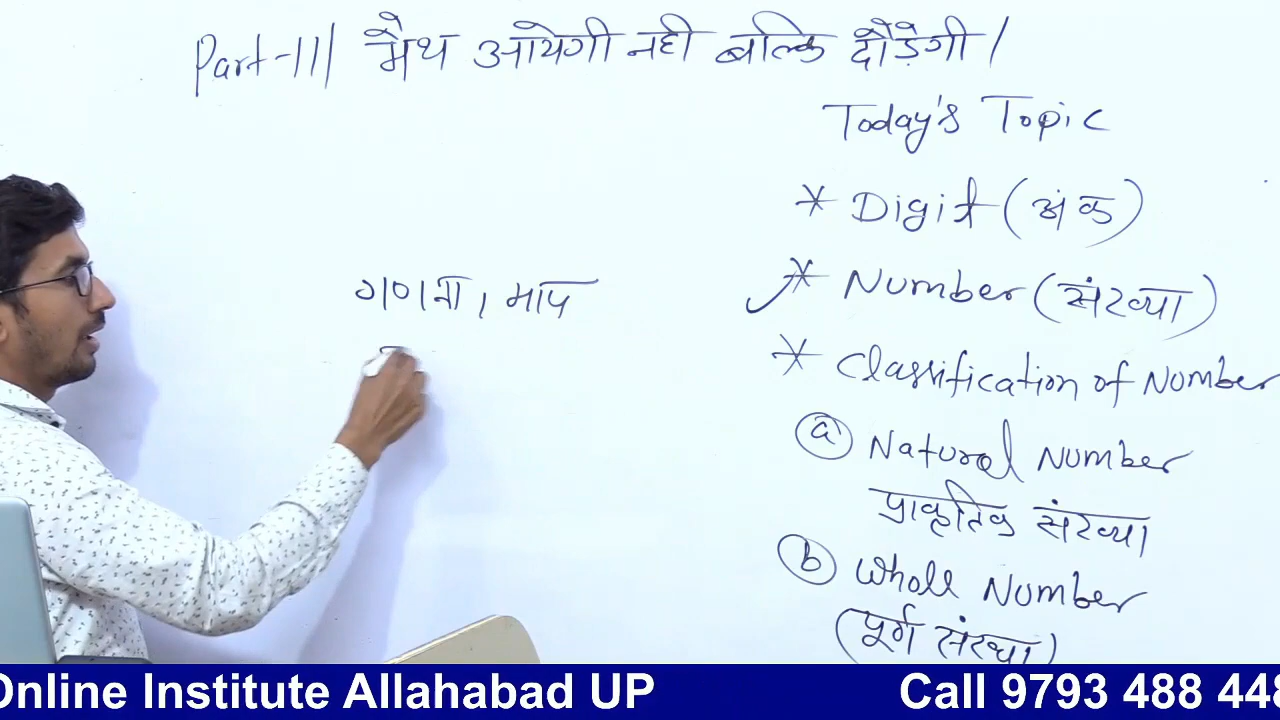 Part-III मैथ आयेगी नही बल्कि दौड़ेगी।
Today's Topic
* Digit (अंक)
गणना, माप
* Number (संख्या)
* Classification of Number
(a) Natural Number
प्राकृतिक संख्या
(b) Whole Number
(पूर्ण संख्या)
Online Institute Allahabad UP
Call 9793 488 448